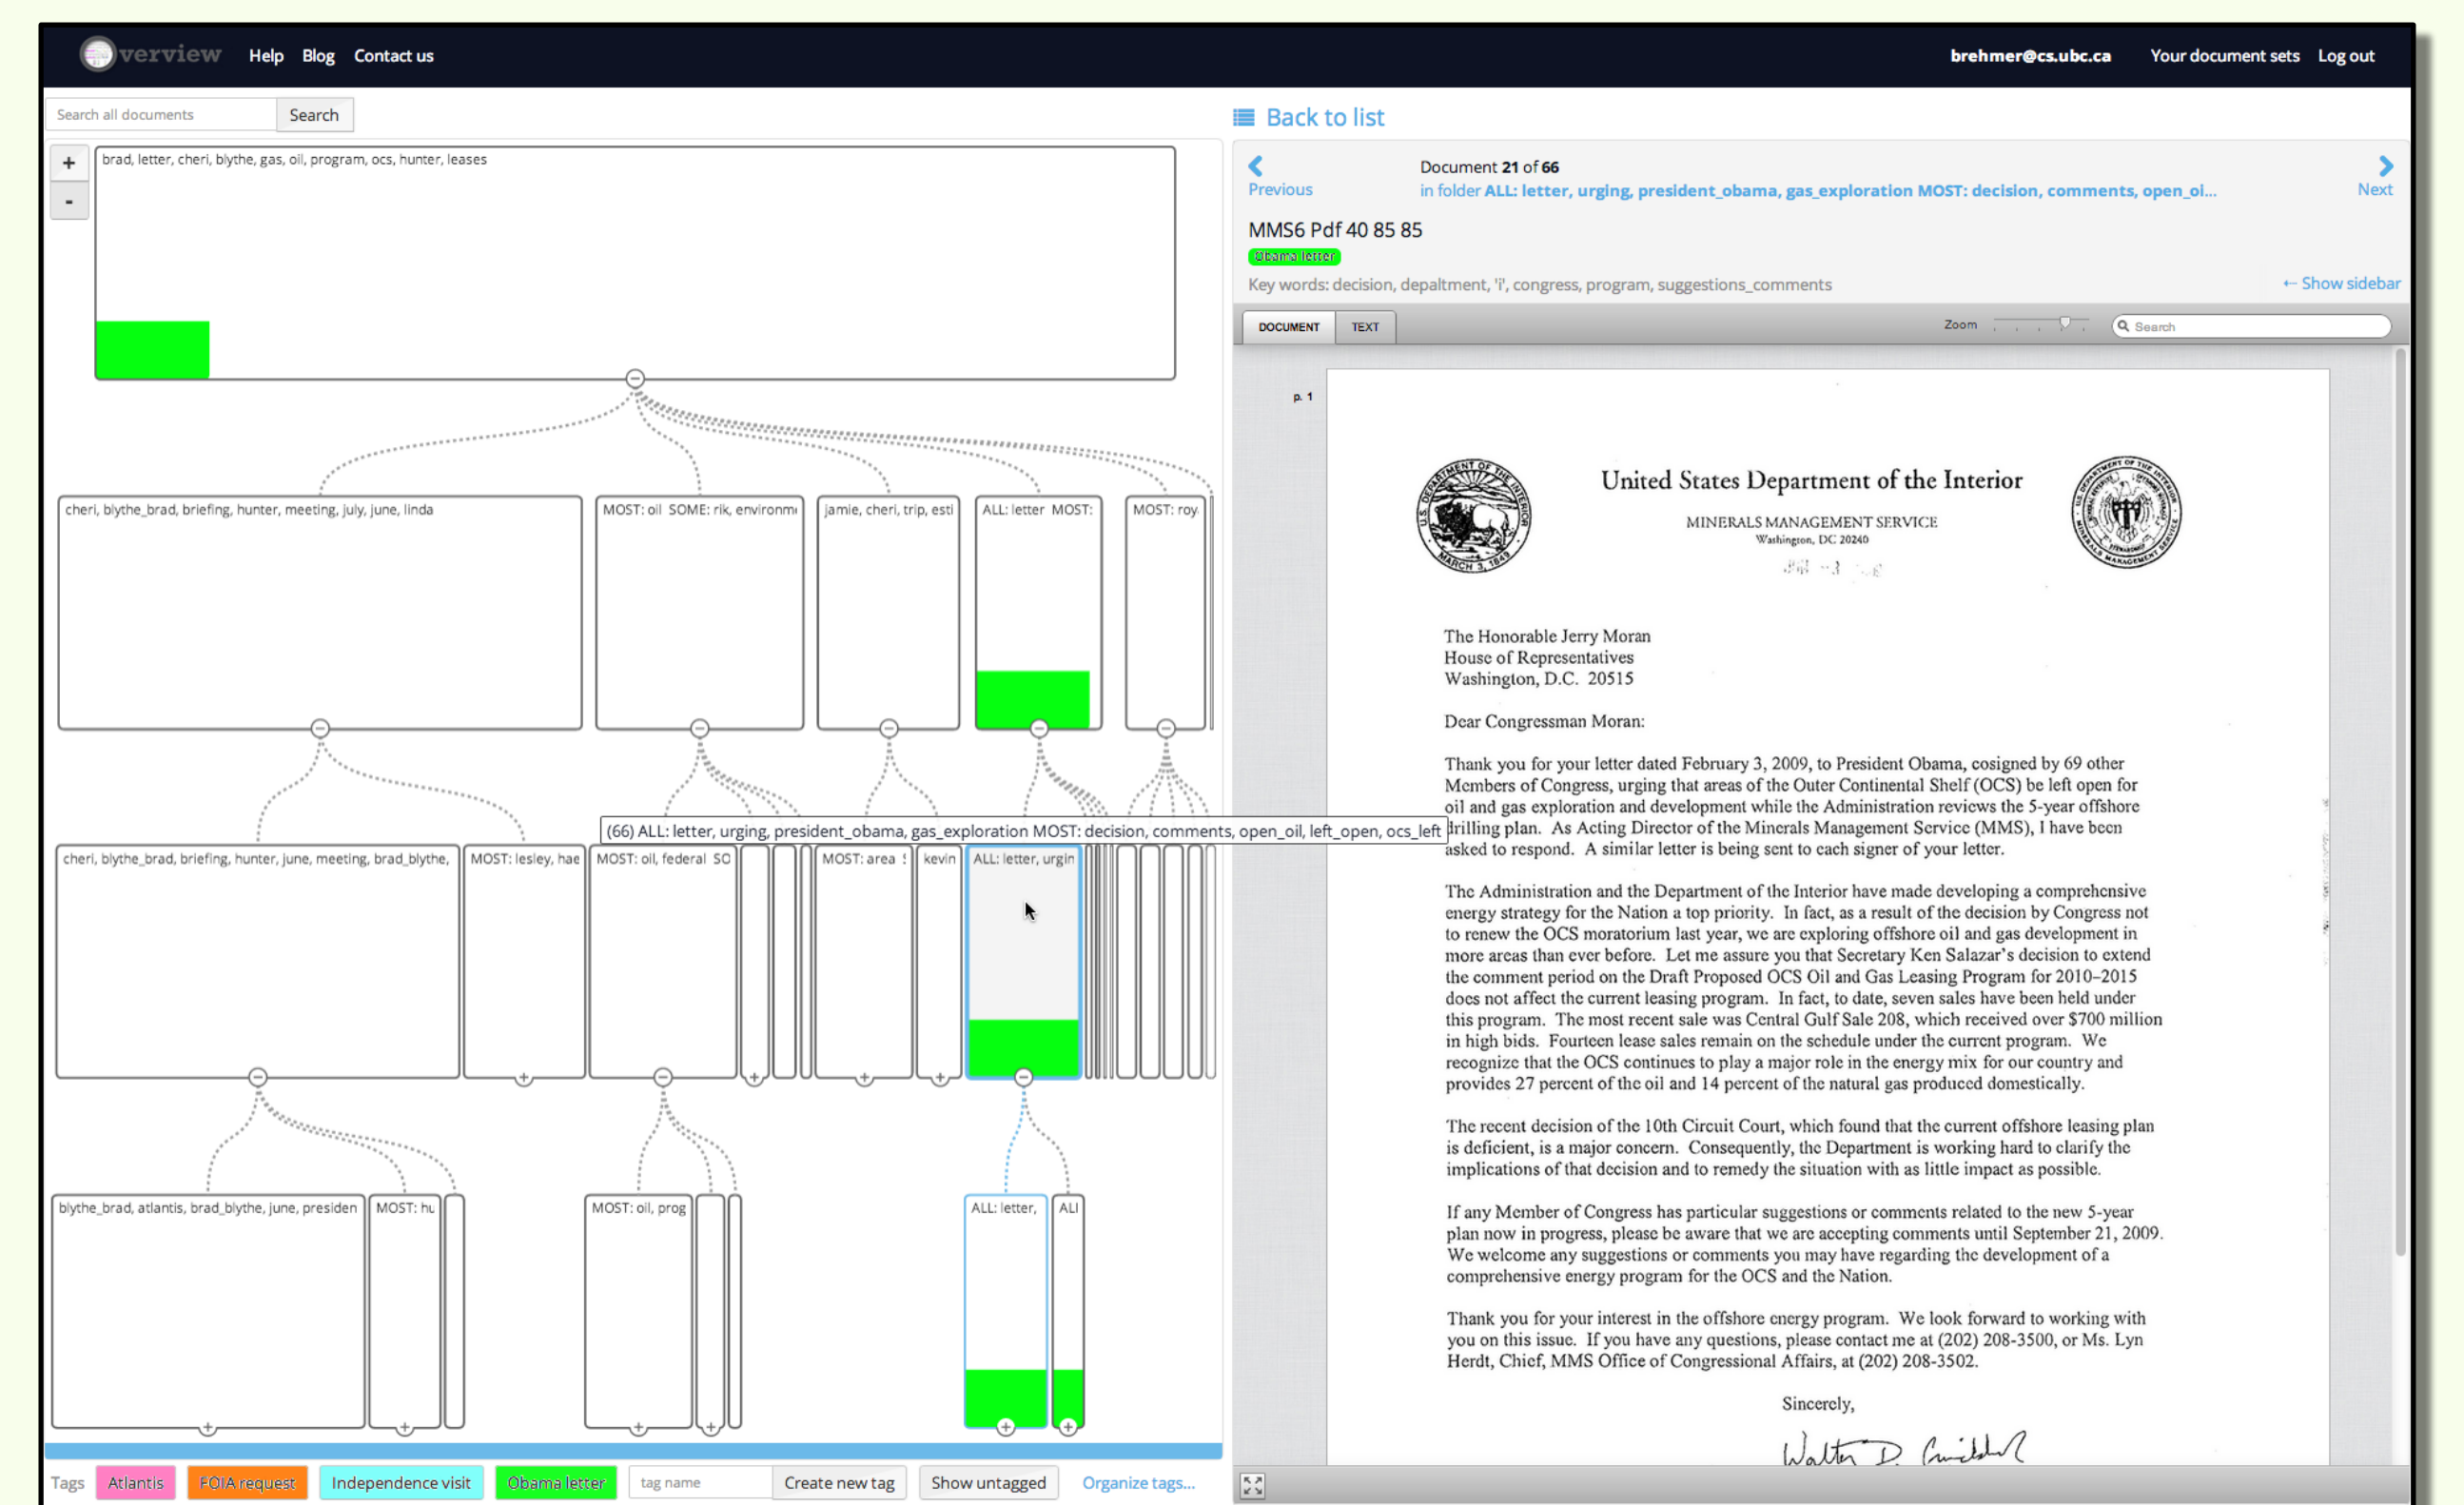 verview Help Blog Contact us
brehmer@cs.ubc.ca Your document sets Log out
Search all documents Search
+
-
brad, letter, cheri, blythe, gas, oil, program, ocs, hunter, leases
cheri, blythe_brad, briefing, hunter, meeting, july, june, linda
MOST: oil SOME: rik, environm
jamie, cheri, trip, esti
ALL: letter MOST:
MOST: roy
(66) ALL: letter, urging, president_obama, gas_exploration MOST: decision, comments, open_oil, left_open, ocs_left
cheri, blythe_brad, briefing, hunter, june, meeting, brad_blythe,
MOST: lesley, hae
MOST: oil, federal SO
MOST: area
kevin
ALL: letter, urgin
blythe_brad, atlantis, brad_blythe, june, presiden
MOST: hu
MOST: oil, prog
ALL: letter,
ALI
Tags Atlantis FOIA request Independence visit Obama letter tag name Create new tag Show untagged Organize tags...
Back to list
Previous
Document 21 of 66
in folder ALL: letter, urging, president_obama, gas_exploration MOST: decision, comments, open_oi...
Next
MMS6 Pdf 40 85 85
Obama letter
Key words: decision, depaltment, 'i', congress, program, suggestions_comments
← Show sidebar
DOCUMENT TEXT Zoom Search
p. 1
U.S. DEPARTMENT OF THE INTERIOR
MARCH 3, 1849
United States Department of the Interior
MINERALS MANAGEMENT SERVICE
Washington, DC 20240
The Honorable Jerry Moran
House of Representatives
Washington, D.C. 20515
Dear Congressman Moran:
Thank you for your letter dated February 3, 2009, to President Obama, cosigned by 69 other
Members of Congress, urging that areas of the Outer Continental Shelf (OCS) be left open for
oil and gas exploration and development while the Administration reviews the 5-year offshore
drilling plan. As Acting Director of the Minerals Management Service (MMS), I have been
asked to respond. A similar letter is being sent to each signer of your letter.
The Administration and the Department of the Interior have made developing a comprehensive
energy strategy for the Nation a top priority. In fact, as a result of the decision by Congress not
to renew the OCS moratorium last year, we are exploring offshore oil and gas development in
more areas than ever before. Let me assure you that Secretary Ken Salazar's decision to extend
the comment period on the Draft Proposed OCS Oil and Gas Leasing Program for 2010–2015
does not affect the current leasing program. In fact, to date, seven sales have been held under
this program. The most recent sale was Central Gulf Sale 208, which received over $700 million
in high bids. Fourteen lease sales remain on the schedule under the current program. We
recognize that the OCS continues to play a major role in the energy mix for our country and
provides 27 percent of the oil and 14 percent of the natural gas produced domestically.
The recent decision of the 10th Circuit Court, which found that the current offshore leasing plan
is deficient, is a major concern. Consequently, the Department is working hard to clarify the
implications of that decision and to remedy the situation with as little impact as possible.
If any Member of Congress has particular suggestions or comments related to the new 5-year
plan now in progress, please be aware that we are accepting comments until September 21, 2009.
We welcome any suggestions or comments you may have regarding the development of a
comprehensive energy program for the OCS and the Nation.
Thank you for your interest in the offshore energy program. We look forward to working with
you on this issue. If you have any questions, please contact me at (202) 208-3500, or Ms. Lyn
Herdt, Chief, MMS Office of Congressional Affairs, at (202) 208-3502.
Sincerely,
Walter D.